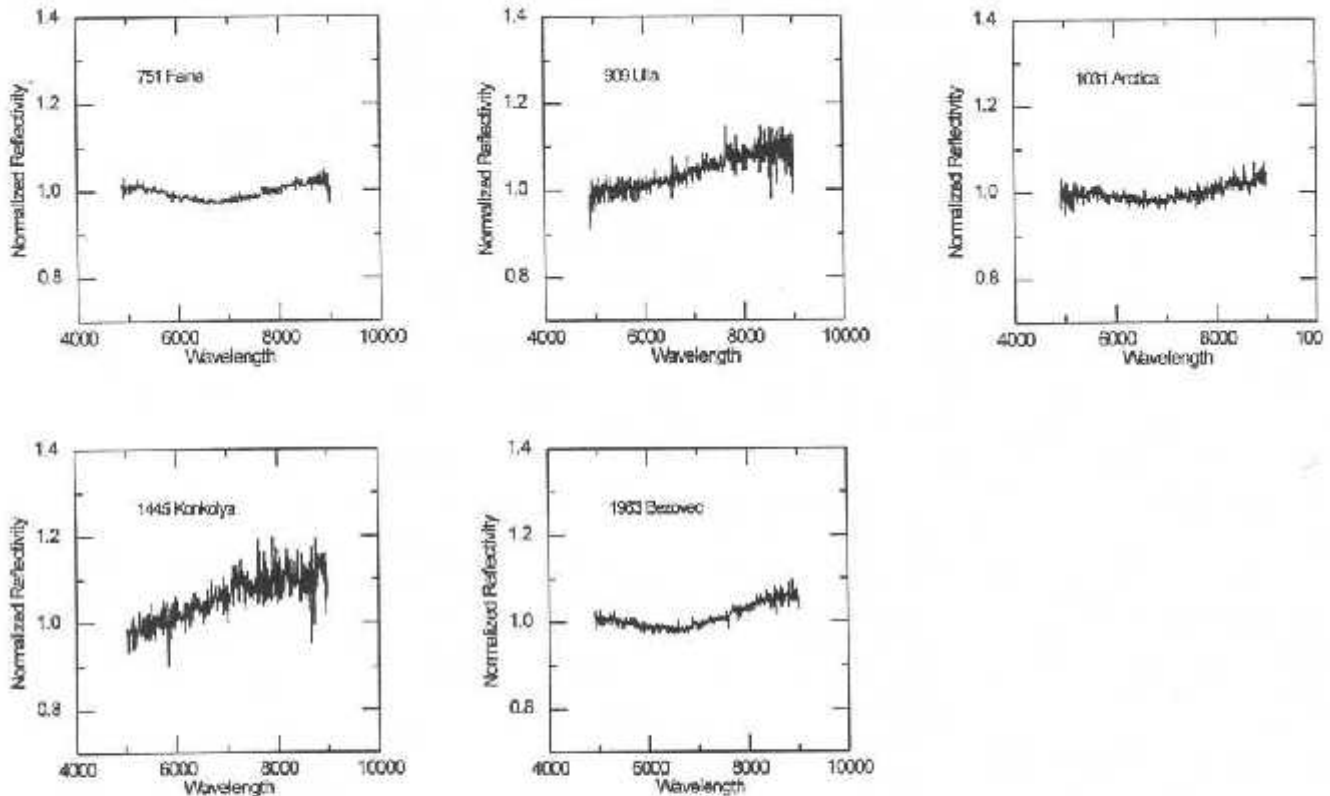 1.4
1.2
1.0
0.8
Normalized Reflectivity
751 Faina
4000 6000 8000 10000
Wavelength
1.4
1.2
1.0
0.8
Normalized Reflectivity
909 Ulla
4000 6000 8000 10000
Wavelength
1.4
1.2
1.0
0.8
Normalized Reflectivity
1031 Arctica
4000 6000 8000 100
Wavelength
1.4
1.2
1.0
0.8
Normalized Reflectivity
1445 Konkolya
4000 6000 8000 10000
Wavelength
1.4
1.2
1.0
0.8
Normalized Reflectivity
1963 Bezovec
4000 6000 8000 10000
Wavelength